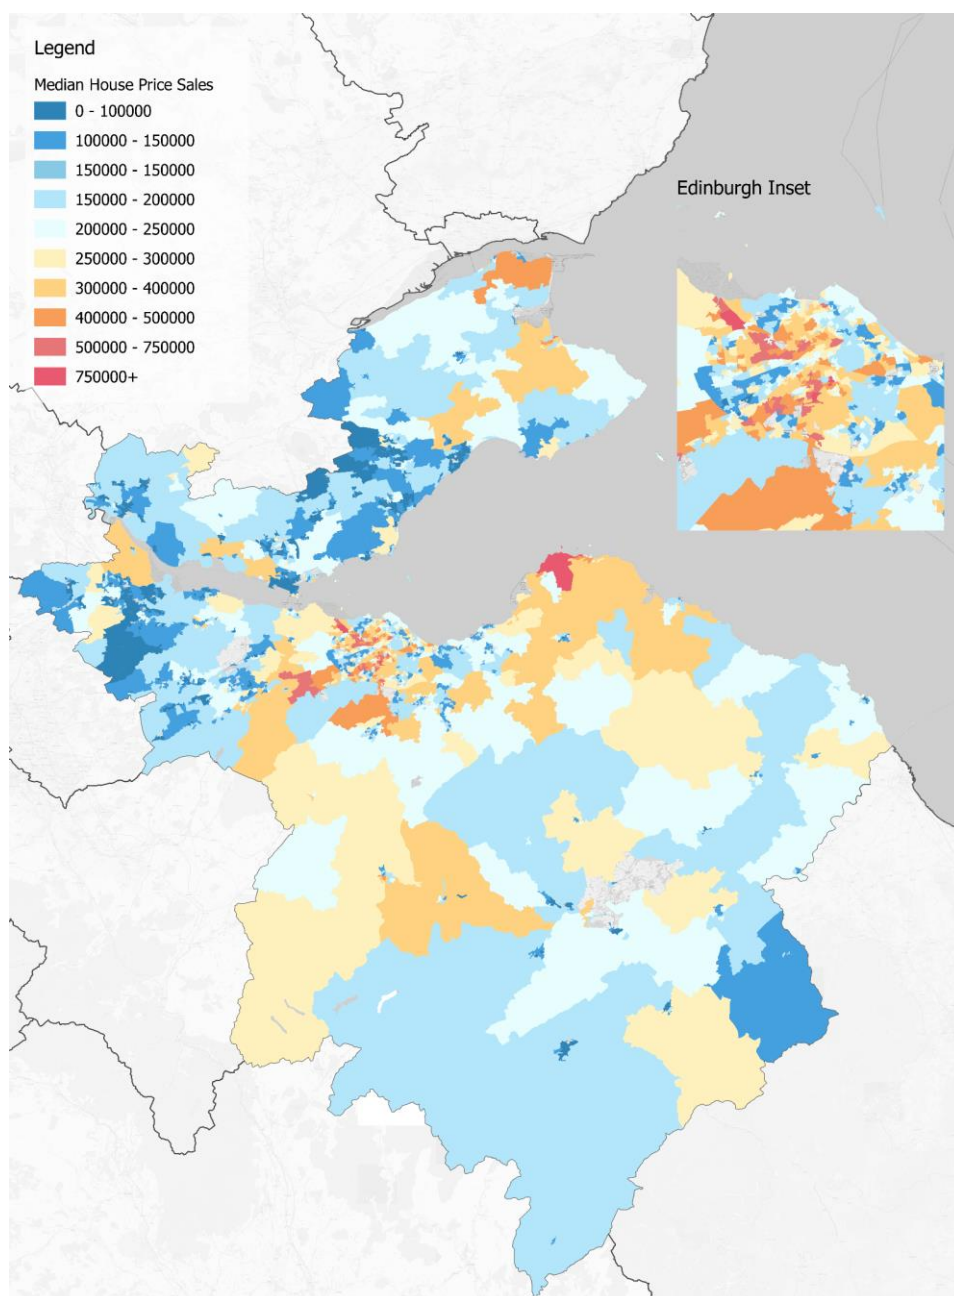 Legend
Median House Price Sales
0 - 100000
100000 - 150000
150000 - 150000
150000 - 200000
200000 - 250000
250000 - 300000
300000 - 400000
400000 - 500000
500000 - 750000
750000+
Edinburgh Inset